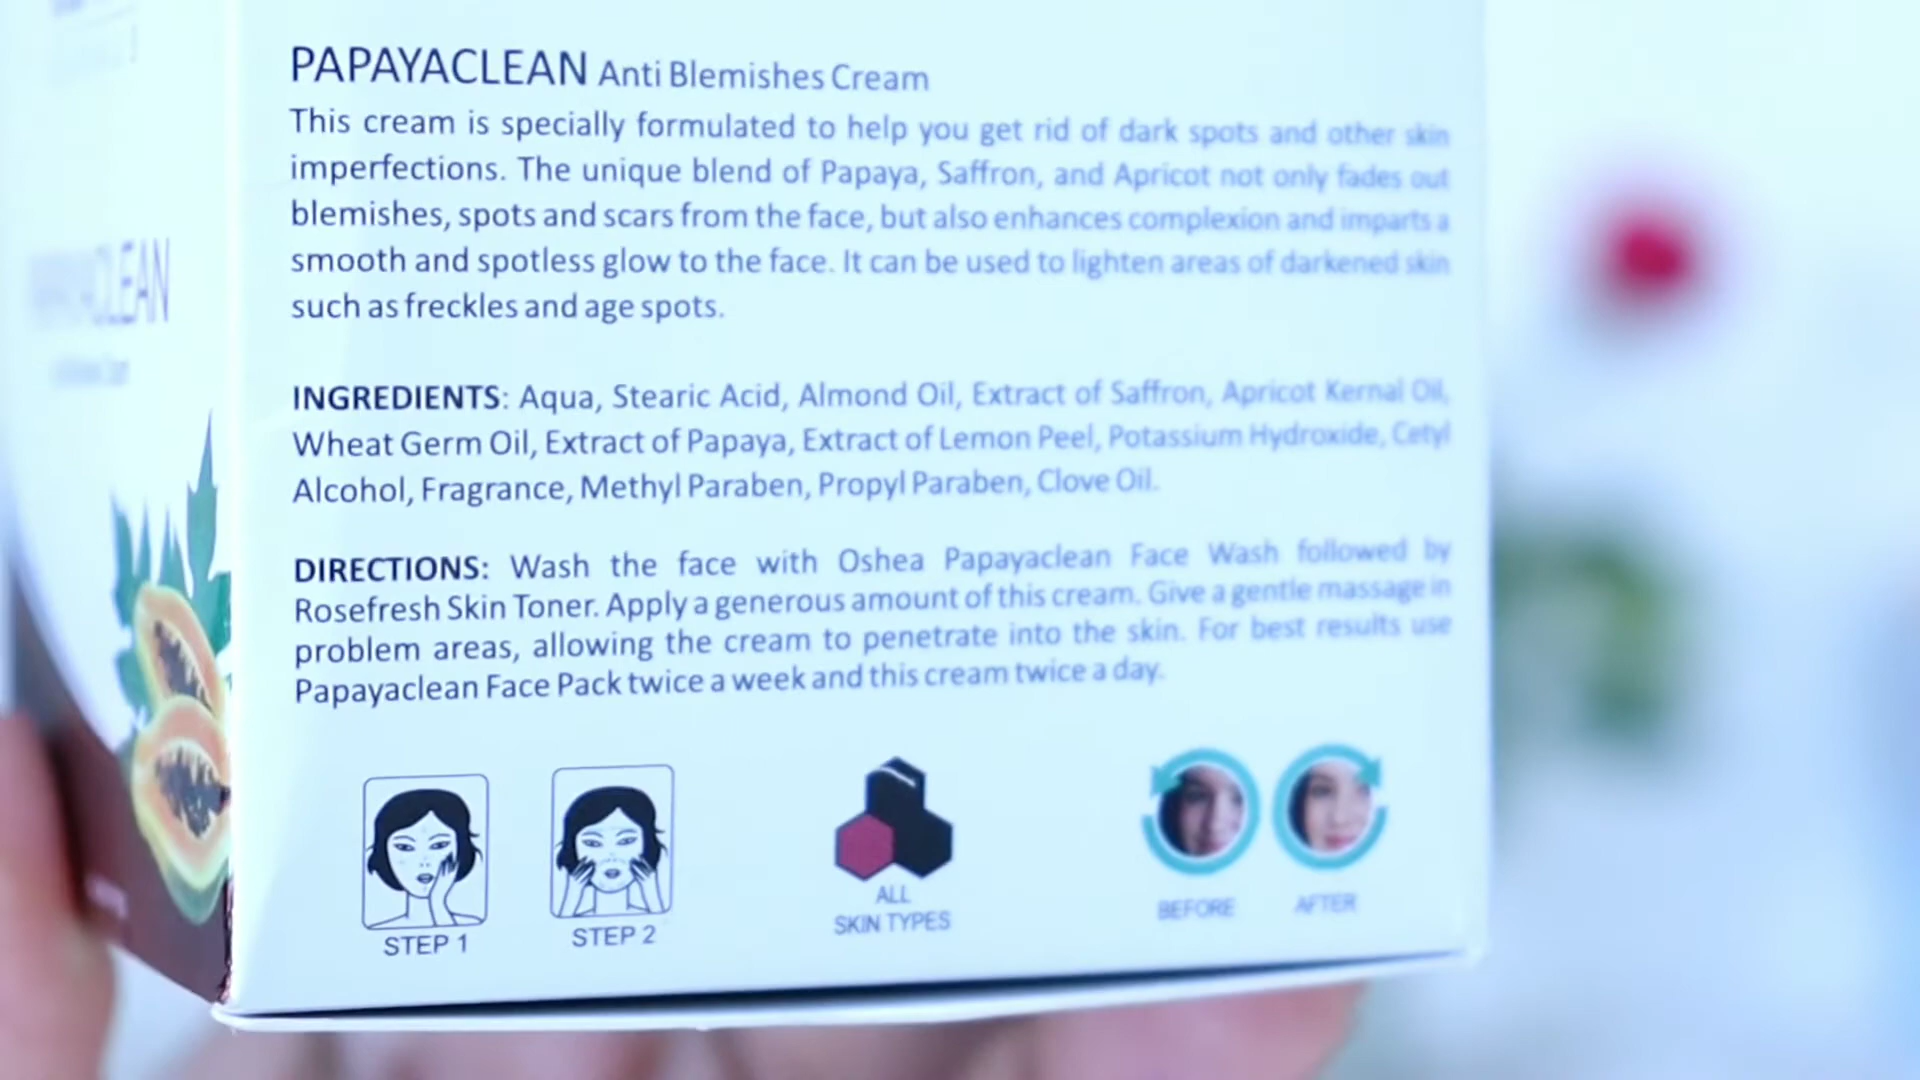 PAPAYACLEAN Anti Blemishes Cream
This cream is specially formulated to help you get rid of dark spots and other skin
imperfections. The unique blend of Papaya, Saffron, and Apricot not only fades out
blemishes, spots and scars from the face, but also enhances complexion and imparts a
smooth and spotless glow to the face. It can be used to lighten areas of darkened skin
such as freckles and age spots.
INGREDIENTS: Aqua, Stearic Acid, Almond Oil, Extract of Saffron, Apricot Kernal Oil,
Wheat Germ Oil, Extract of Papaya, Extract of Lemon Peel, Potassium Hydroxide, Cetyl
Alcohol, Fragrance, Methyl Paraben, Propyl Paraben, Clove Oil.
DIRECTIONS: Wash the face with Oshea Papayaclean Face Wash followed by
Rosefresh Skin Toner. Apply a generous amount of this cream. Give a gentle massage in
problem areas, allowing the cream to penetrate into the skin. For best results use
Papayaclean Face Pack twice a week and this cream twice a day.
STEP 1
STEP 2
ALL
SKIN TYPES
BEFORE
AFTER
PAPAYACLEAN